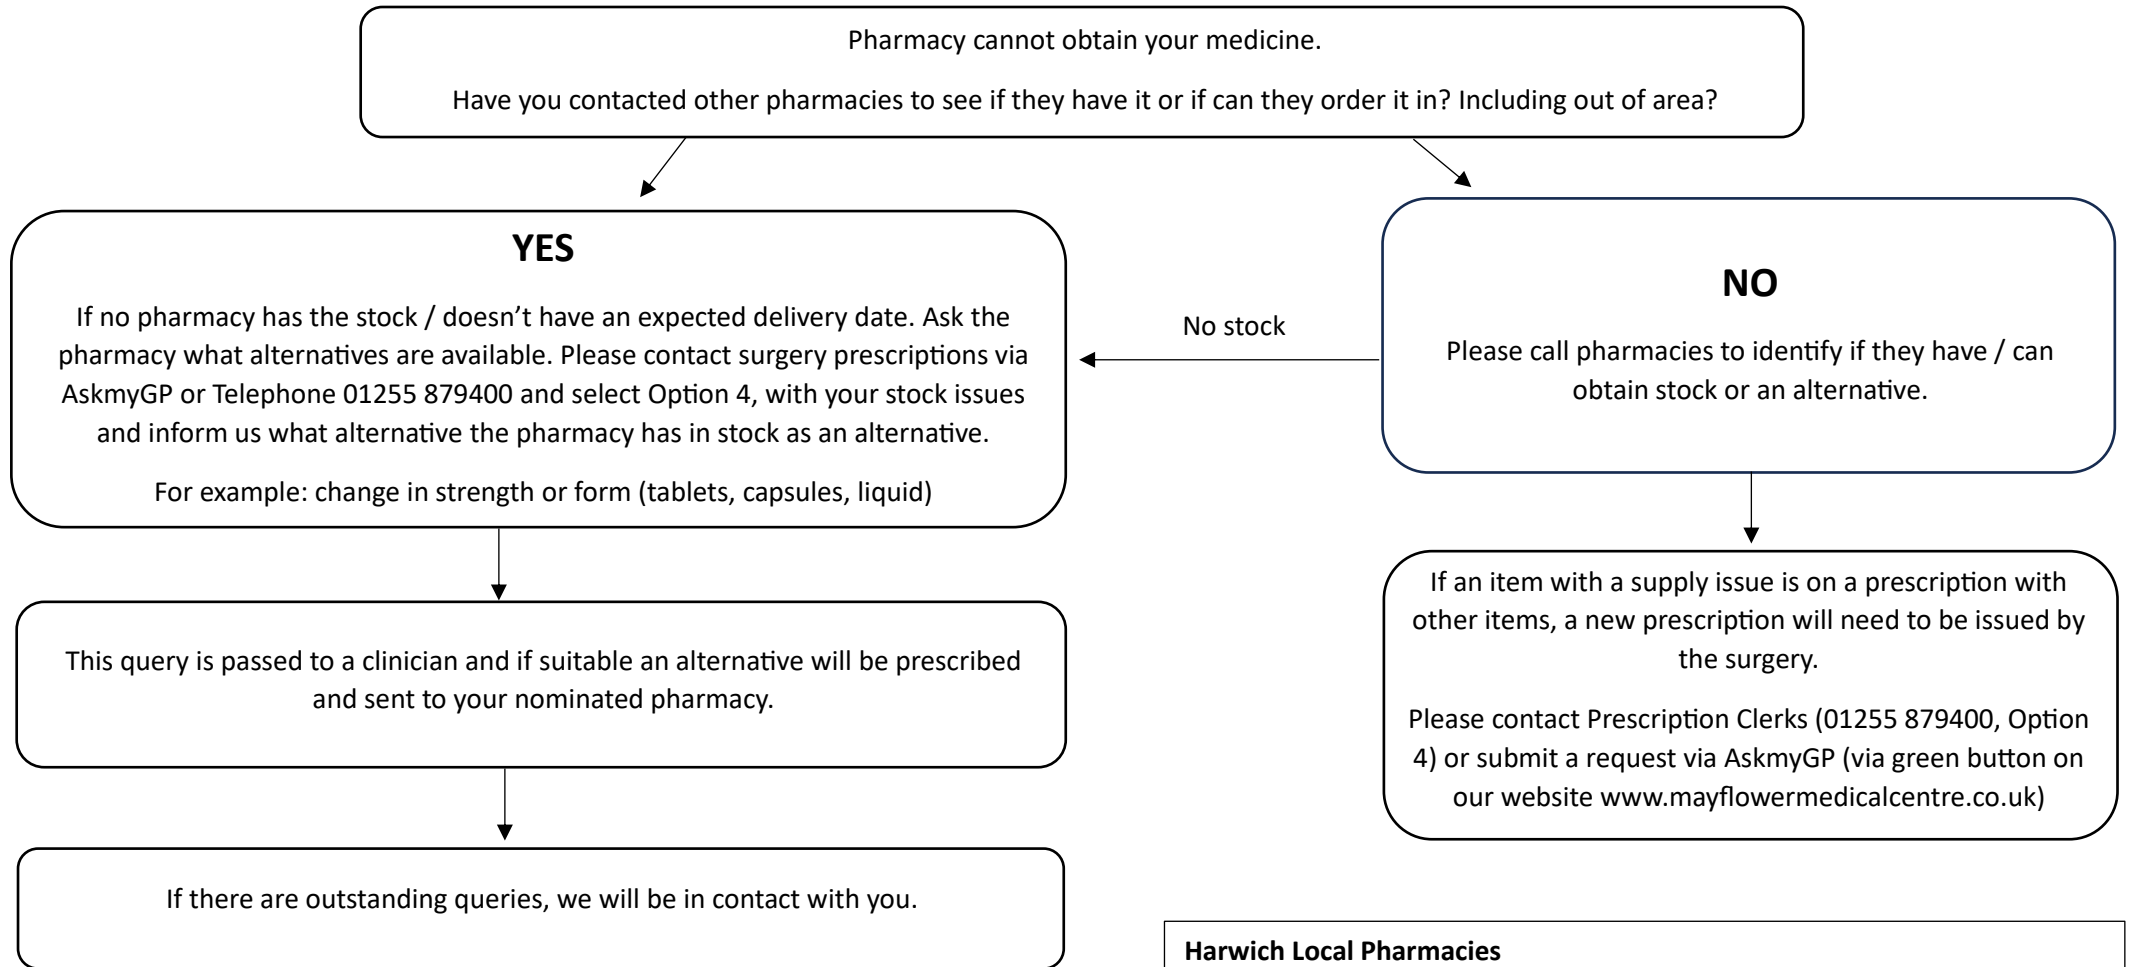 Pharmacy cannot obtain your medicine.
Have you contacted other pharmacies to see if they have it or if can they order it in? Including out of area?
YES
If no pharmacy has the stock / doesn't have an expected delivery date. Ask the
pharmacy what alternatives are available. Please contact surgery prescriptions via
AskmyGP or Telephone 01255 879400 and select Option 4, with your stock issues
and inform us what alternative the pharmacy has in stock as an alternative.
For example: change in strength or form (tablets, capsules, liquid)
No stock
NO
Please call pharmacies to identify if they have / can
obtain stock or an alternative.
This query is passed to a clinician and if suitable an alternative will be prescribed
and sent to your nominated pharmacy.
If an item with a supply issue is on a prescription with
other items, a new prescription will need to be issued by
the surgery.
Please contact Prescription Clerks (01255 879400, Option
4) or submit a request via AskmyGP (via green button on
our website www.mayflowermedicalcentre.co.uk)
If there are outstanding queries, we will be in contact with you.
Harwich Local Pharmacies